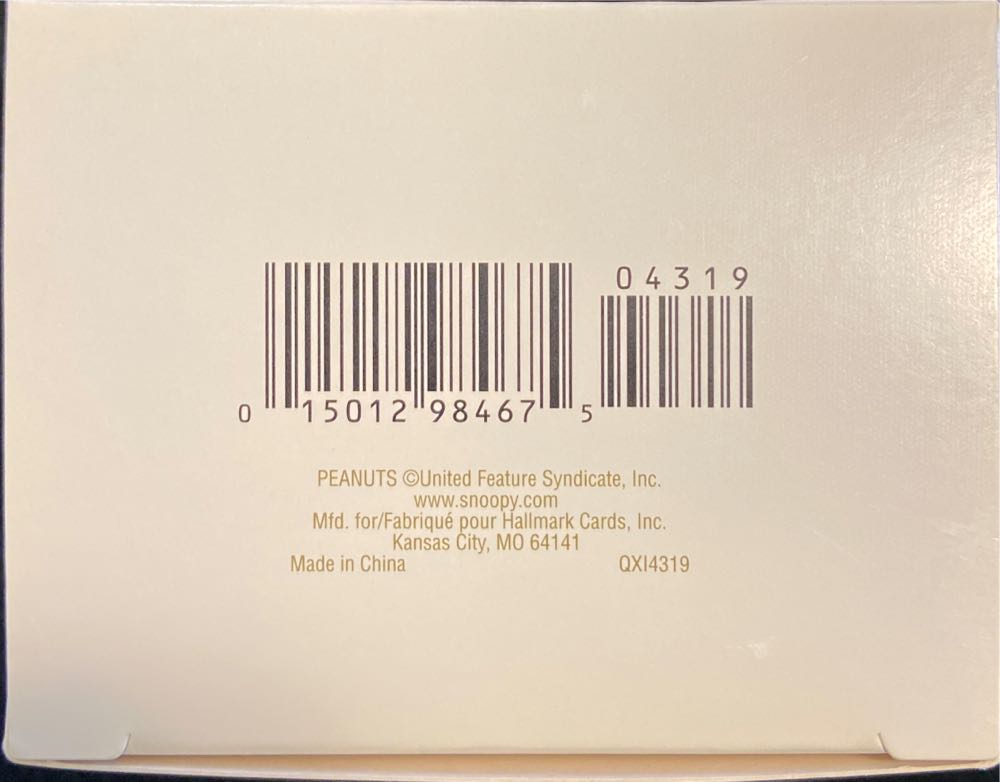 04319
0 15012 98467 5
PEANUTS ©United Feature Syndicate, Inc.
www.snoopy.com
Mfd. for/Fabriqué pour Hallmark Cards, Inc.
Kansas City, MO 64141
Made in China QXI4319